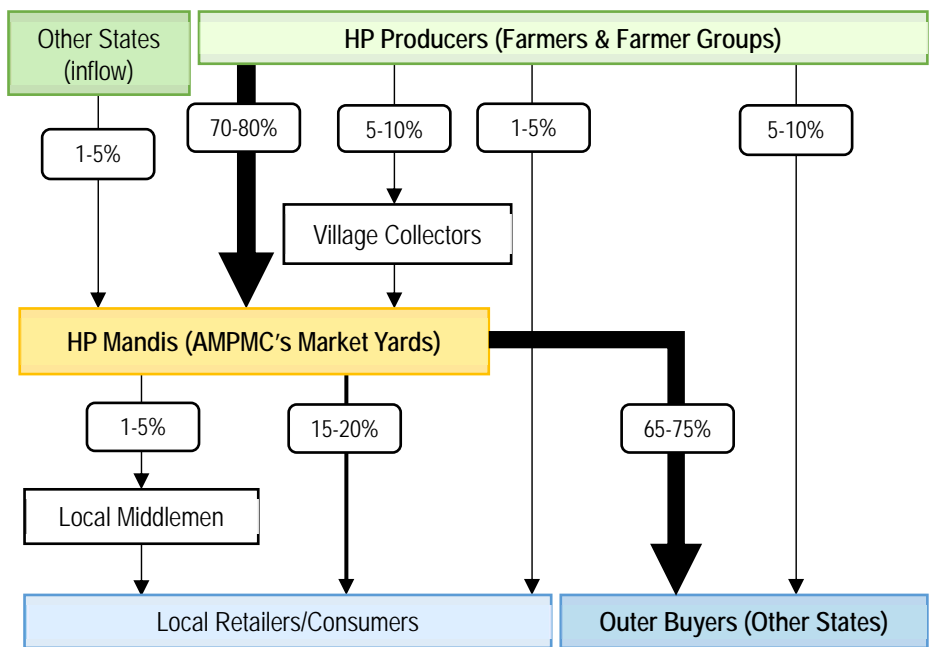 Other States
(inflow)
HP Producers (Farmers & Farmer Groups)
70-80%
5-10%
1-5%
5-10%
1-5%
Village Collectors
HP Mandis (AMPMC's Market Yards)
1-5%
15-20%
65-75%
Local Middlemen
Local Retailers/Consumers
Outer Buyers (Other States)